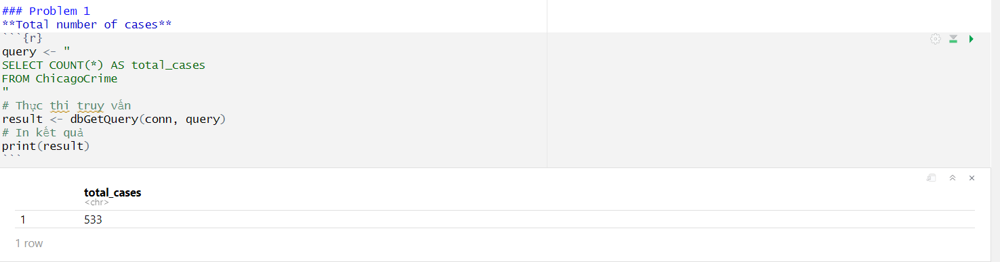 ### Problem 1
**Total number of cases**
```{r}
query <- "
SELECT COUNT(*) AS total_cases
FROM ChicagoCrime
"
# Thực thi truy vấn
result <- dbGetQuery(conn, query)
# In kết quả
print(result)
```
total_cases
<chr>
1 533
1 row